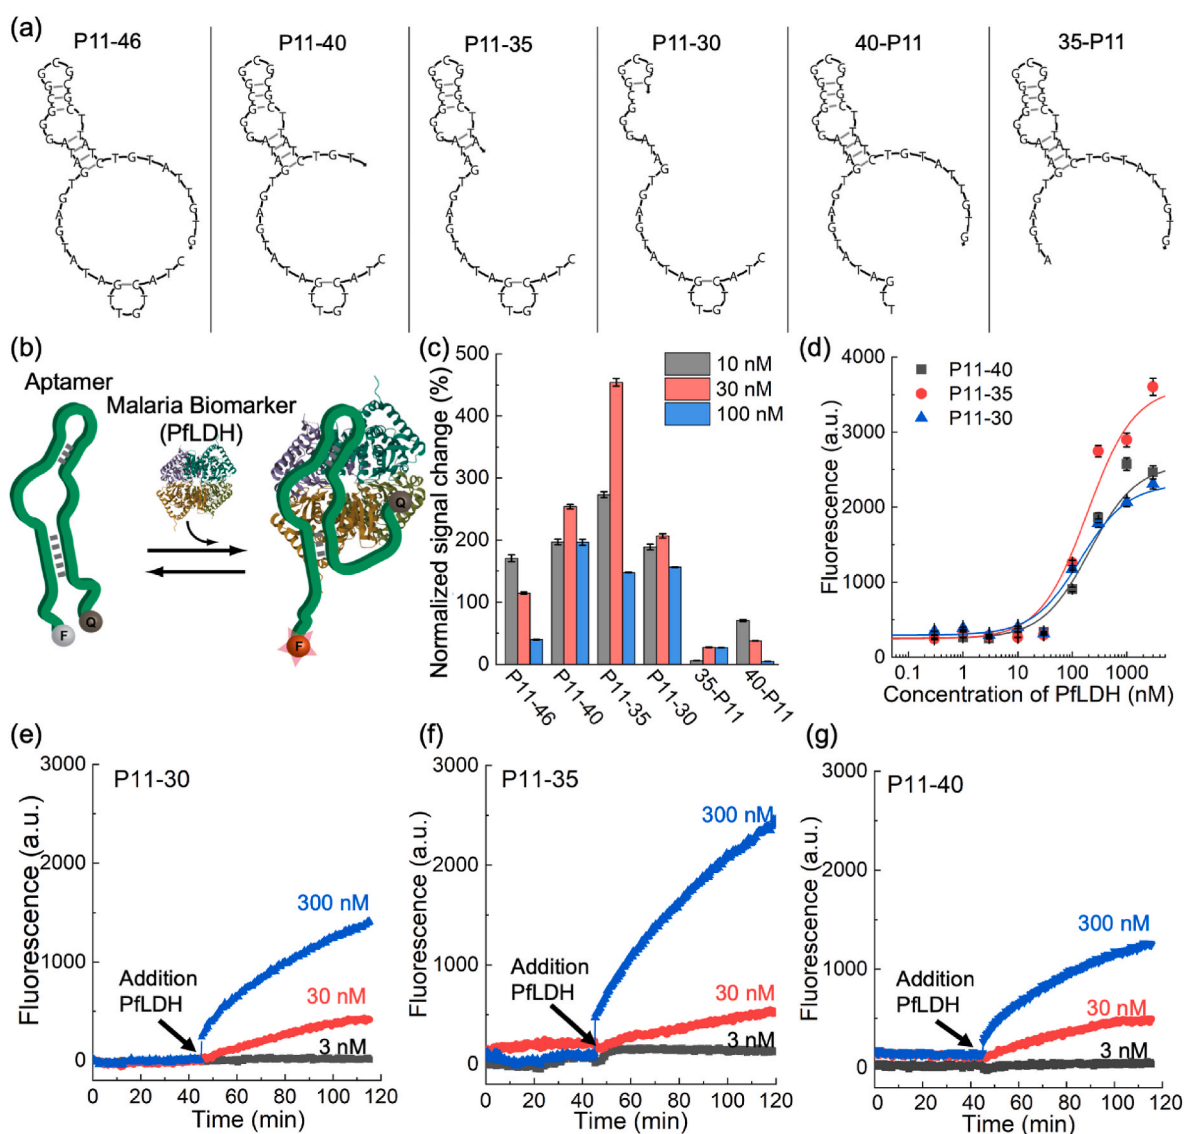 (a)
P11-46
P11-40
P11-35
P11-30
40-P11
35-P11
(b)
Aptamer
Malaria Biomarker
(PfLDH)
F
Q
Q
F
(c)
Normalized signal change (%)
500
400
300
200
100
0
10 nM
30 nM
100 nM
P11-46
P11-40
P11-35
P11-30
35-P11
40-P11
(d)
Fluorescence (a.u.)
4000
3000
2000
1000
0
P11-40
P11-35
P11-30
0.1 1 10 100 1000
Concentration of PfLDH (nM)
(e)
P11-30
Fluorescence (a.u.)
3000
2000
1000
0
300 nM
Addition
PfLDH
30 nM
3 nM
0 20 40 60 80 100 120
Time (min)
(f)
P11-35
Fluorescence (a.u.)
3000
2000
1000
0
300 nM
Addition
PfLDH
30 nM
3 nM
0 20 40 60 80 100 120
Time (min)
(g)
P11-40
Fluorescence (a.u.)
3000
2000
1000
0
300 nM
Addition
PfLDH
30 nM
3 nM
0 20 40 60 80 100 120
Time (min)